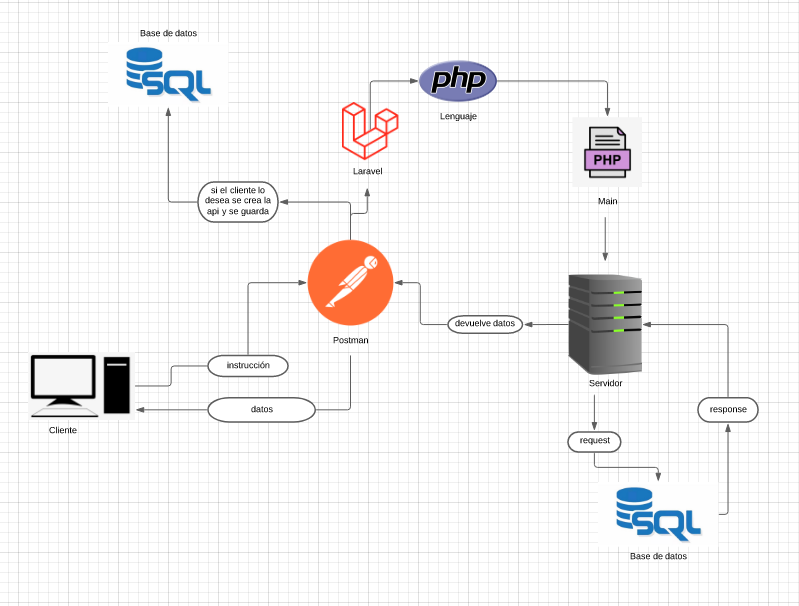 Base de datos
SQL
php
Lenguaje
PHP
Main
Laravel
si el cliente lo
desea se crea la
api y se guarda
Postman
devuelve datos
Servidor
instrucción
datos
Cliente
request
response
SQL
Base de datos